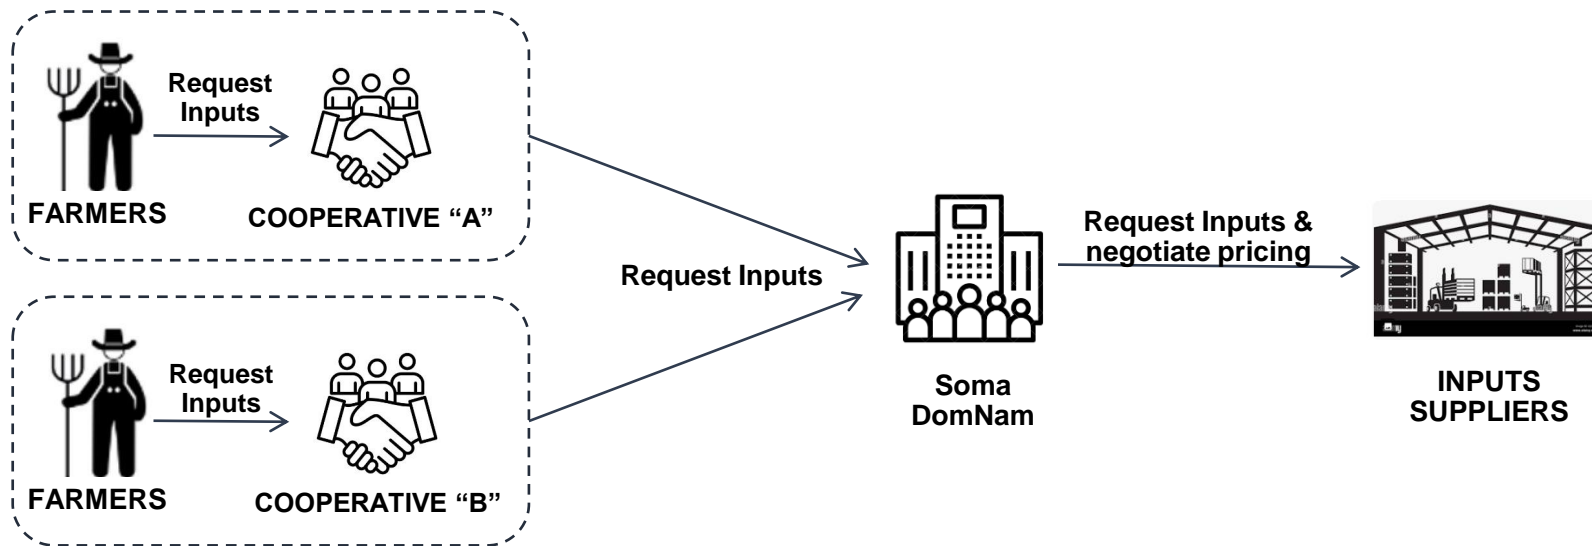 Request
Inputs
FARMERS
COOPERATIVE “A”
Request
Inputs
FARMERS
COOPERATIVE “B”
Request Inputs
Soma
DomNam
Request Inputs &
negotiate pricing
INPUTS
SUPPLIERS